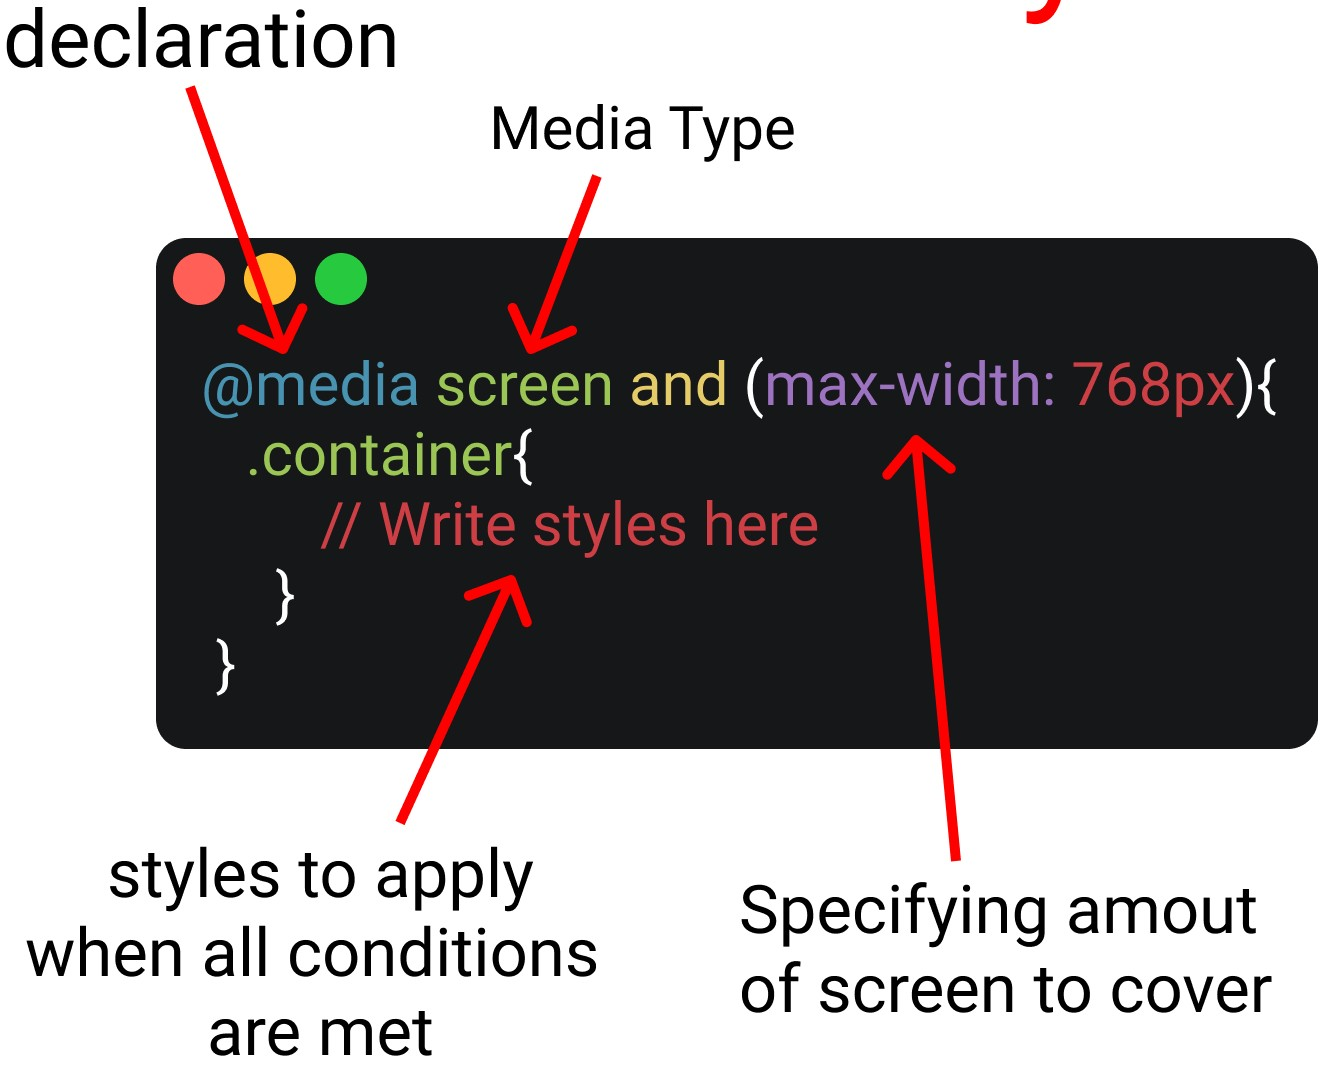 declaration
Media Type
@media screen and (max-width: 768px){
.container{
// Write styles here
}
}
styles to apply
when all conditions
are met
Specifying amout
of screen to cover